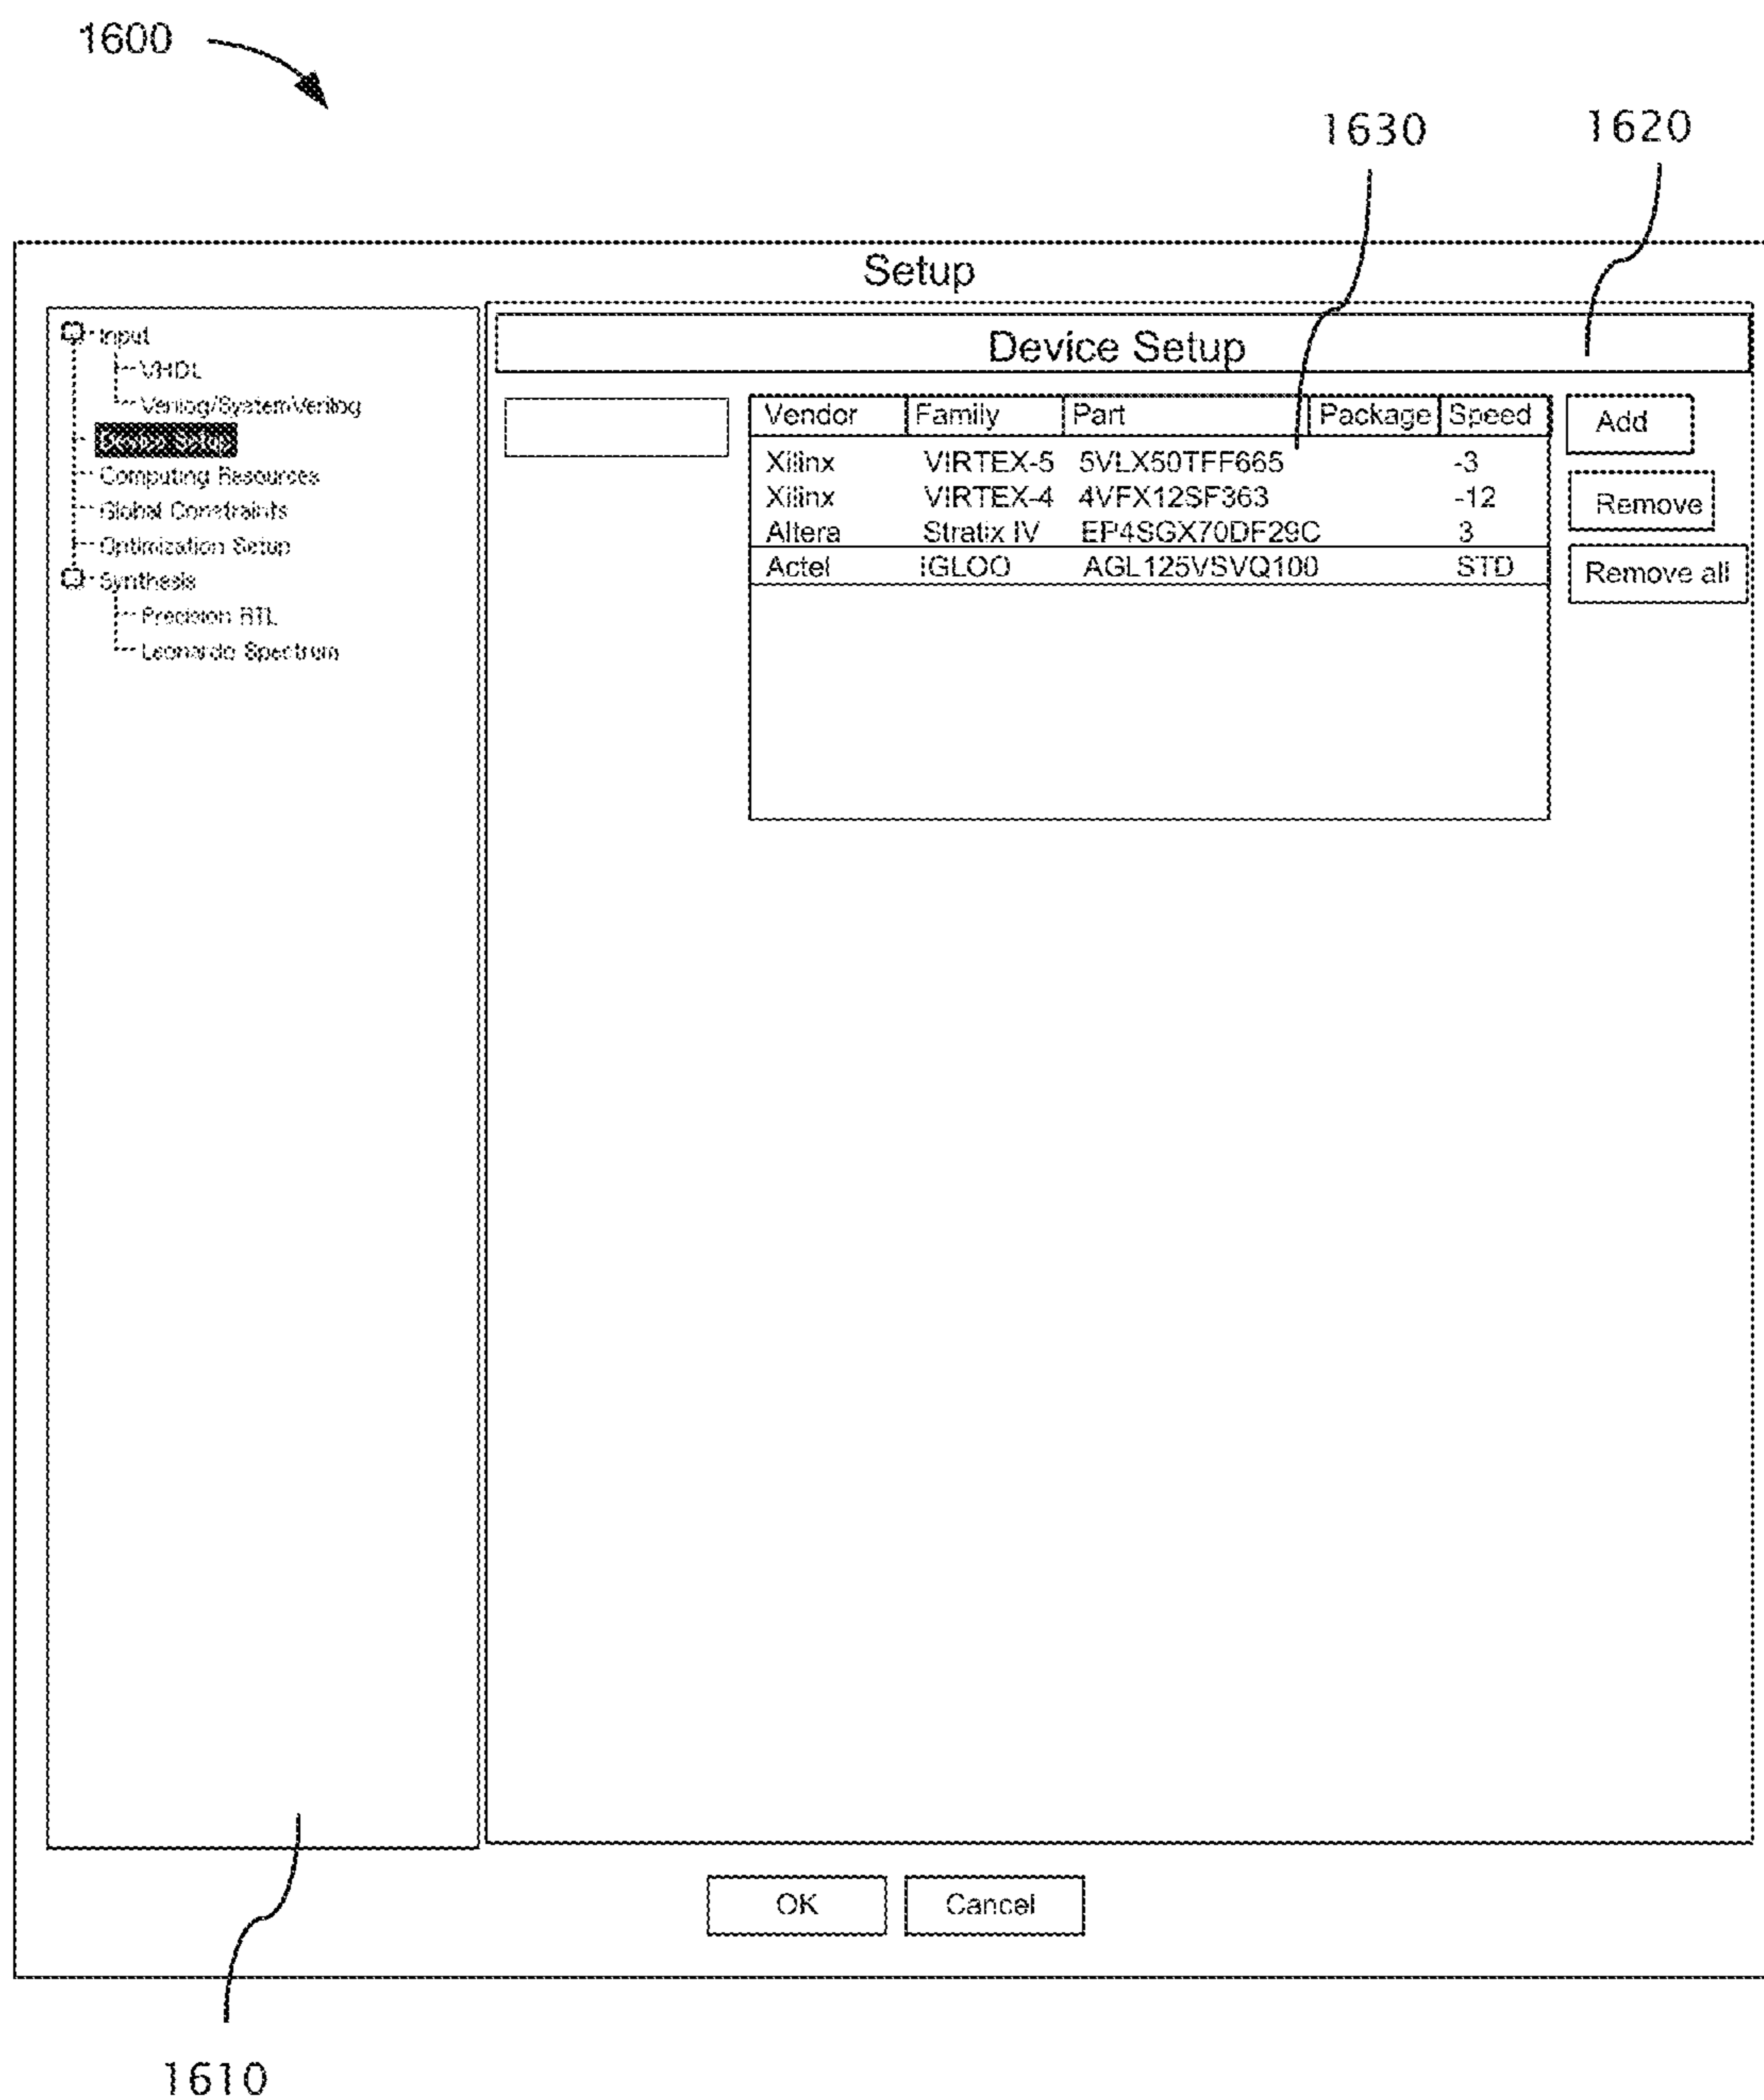 1600
1630
1620
Setup
Input
VHDL
Verilog/SystemVerilog
Device Setup
Computing Resources
Global Constraints
Optimization Setup
Synthesis
Precision RTL
Leonardo Spectrum
Device Setup
Vendor Family Part Package Speed
Xilinx VIRTEX-5 5VLX50TFF665 -3
Xilinx VIRTEX-4 4VFX12SF363 -12
Altera Stratix IV EP4SGX70DF29C 3
Actel IGLOO AGL125VSVQ100 STD
Add
Remove
Remove all
OK
Cancel
1610